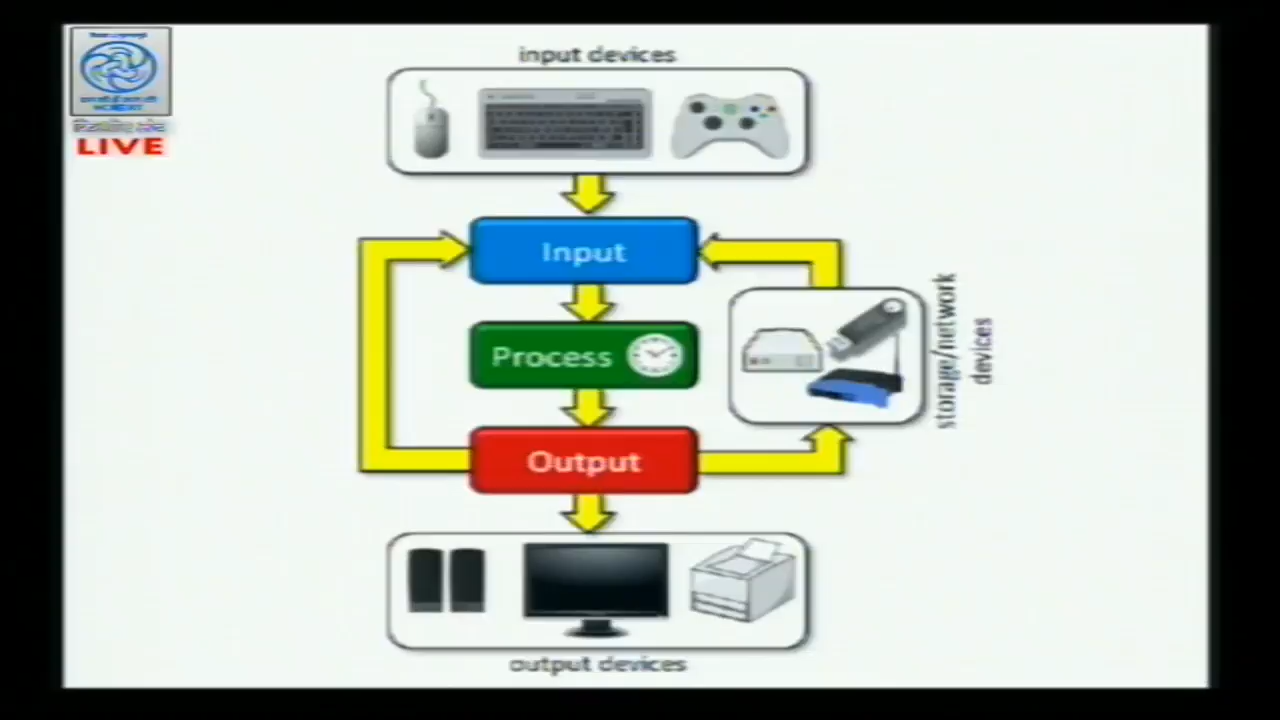 input devices
LIVE
Input
Process
Output
storage/network
devices
output devices